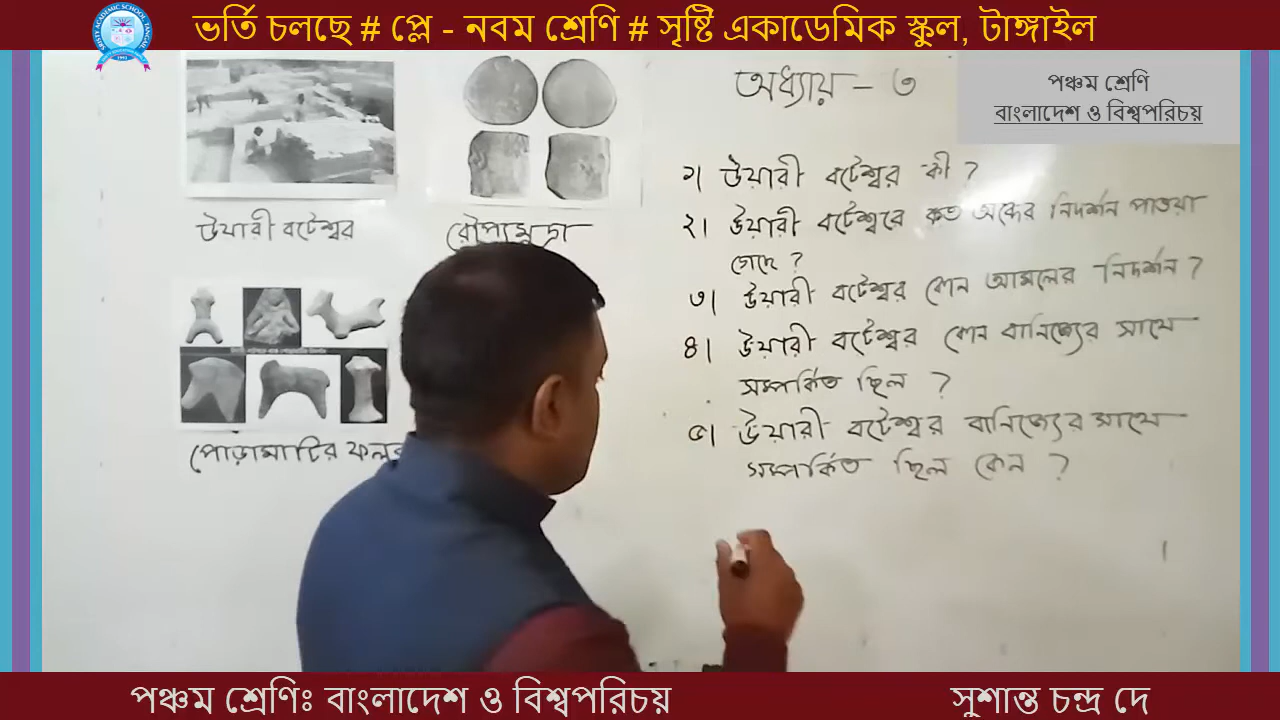 ভর্তি চলছে # প্লে - নবম শ্রেণি # সৃষ্টি একাডেমিক স্কুল, টাঙ্গাইল
পঞ্চম শ্রেণি
বাংলাদেশ ও বিশ্বপরিচয়
অধ্যায় – ৩
উয়ারী বটেশ্বর
রৌপ্যমুদ্রা
পোড়ামাটির
১। উয়ারী বটেশ্বর কী ?
২। উয়ারী বটেশ্বরে কত অব্দের নিদর্শন পাওয়া
গেছে ?
৩। উয়ারী বটেশ্বর কোন আমলের নিদর্শন ?
৪। উয়ারী বটেশ্বর কোন বানিজ্যের সাথে
সম্পর্কিত ছিল ?
৫। উয়ারী বটেশ্বর বানিজ্যের সাথে
সম্পর্কিত ছিল কেন ?
পঞ্চম শ্রেণিঃ বাংলাদেশ ও বিশ্বপরিচয়
সুশান্ত চন্দ্র দে